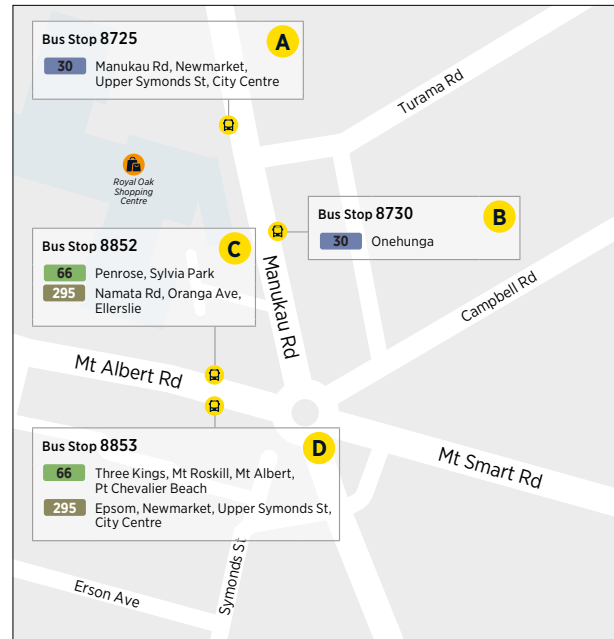 Bus Stop 8725
A
30 Manukau Rd, Newmarket,
Upper Symonds St, City Centre
Turama Rd
Royal Oak
Shopping
Centre
Bus Stop 8730
B
30 Onehunga
Bus Stop 8852
C
66 Penrose, Sylvia Park
295 Namata Rd, Oranga Ave,
Ellerslie
Manukau Rd
Campbell Rd
Mt Albert Rd
Bus Stop 8853
D
66 Three Kings, Mt Roskill, Mt Albert,
Pt Chevalier Beach
295 Epsom, Newmarket, Upper Symonds St,
City Centre
Mt Smart Rd
Symonds St
Erson Ave